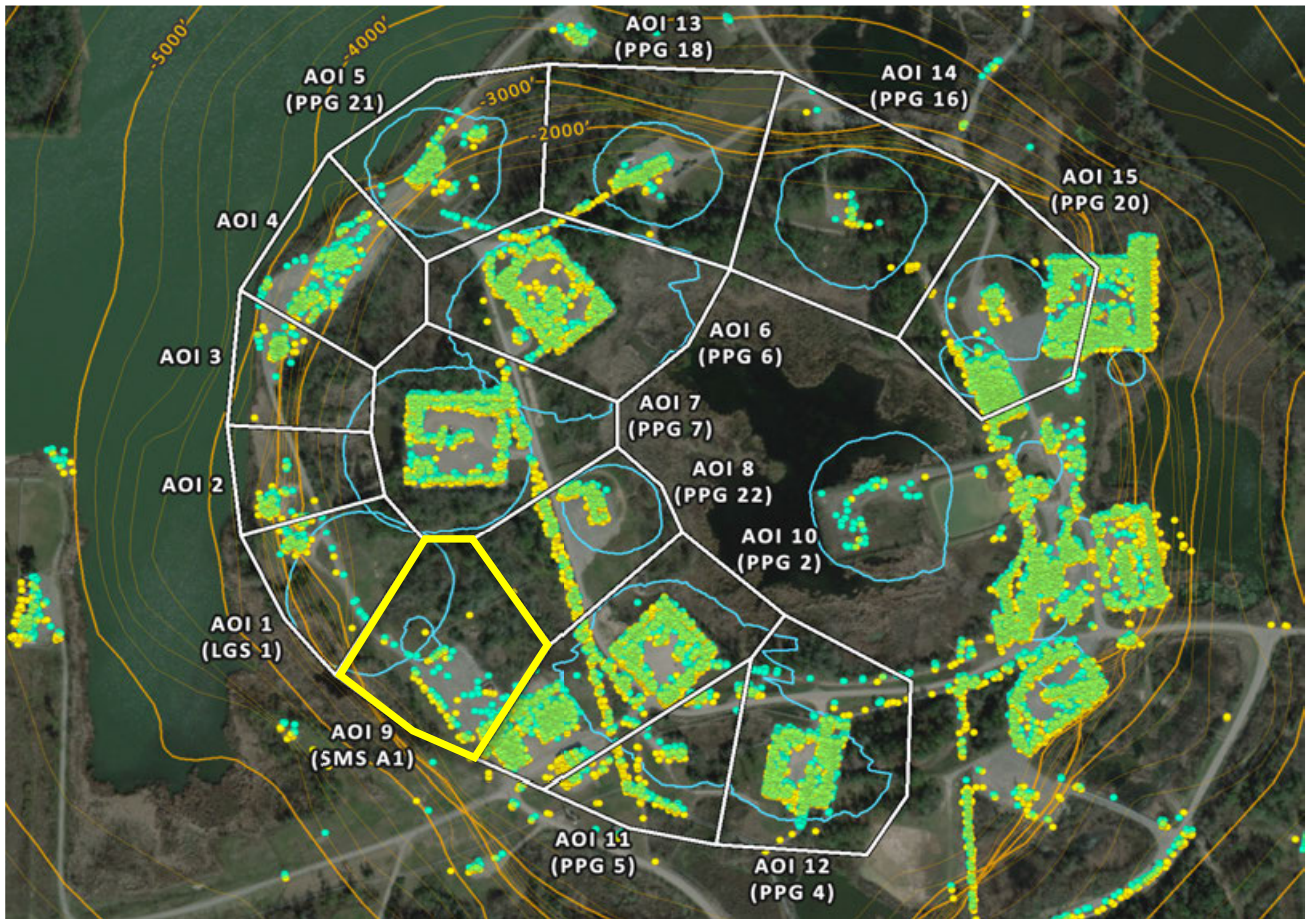 -5000'
-4000'
AOI 13
(PPG 18)
AOI 5
(PPG 21)
AOI 14
(PPG 16)
-3000'
-2000'
AOI 15
(PPG 20)
AOI 4
AOI 3
AOI 6
(PPG 6)
AOI 7
(PPG 7)
AOI 8
(PPG 22)
AOI 2
AOI 10
(PPG 2)
AOI 1
(LGS 1)
AOI 9
(SMS A1)
AOI 11
(PPG 5)
AOI 12
(PPG 4)